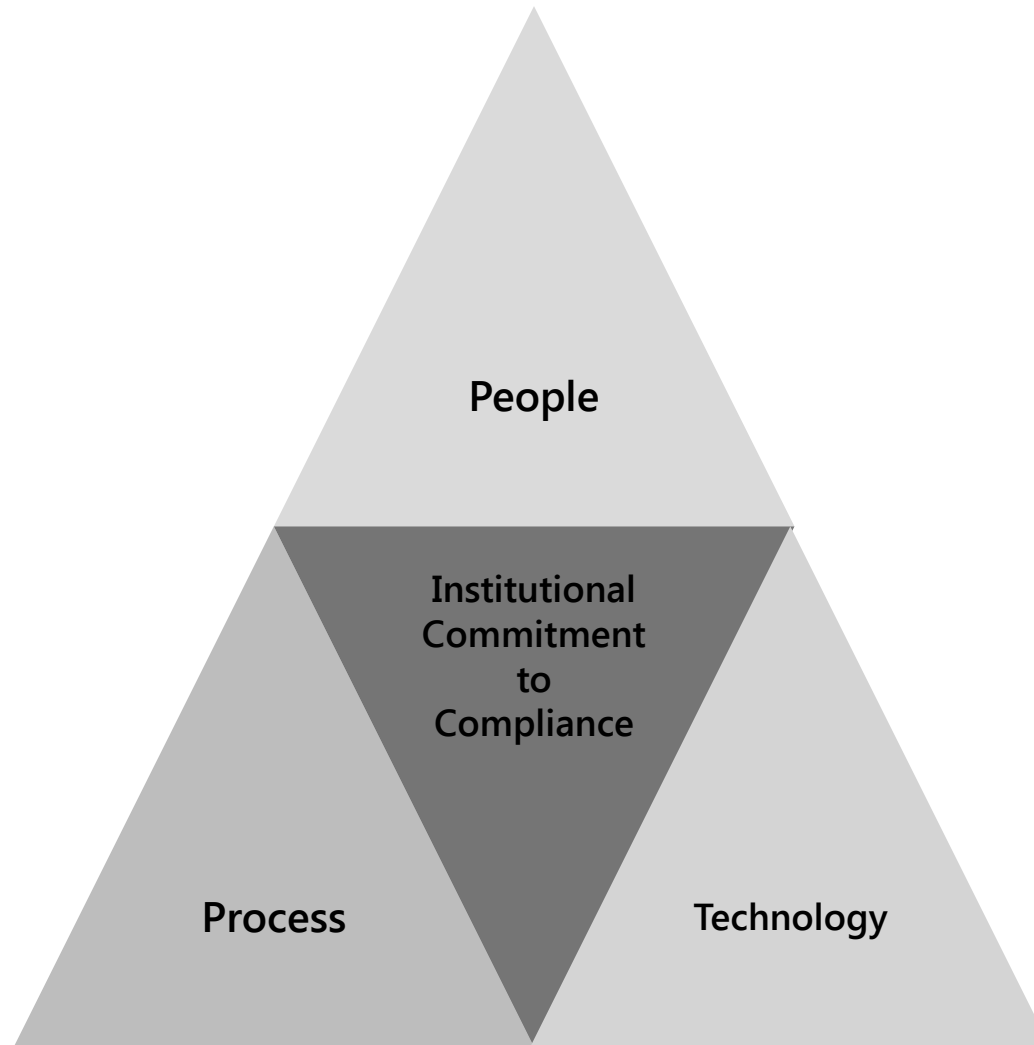 People
Institutional
Commitment
to
Compliance
Process
Technology